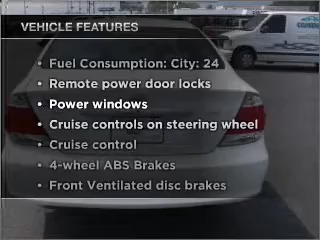 VEHICLE FEATURES
• Fuel Consumption: City: 24
• Remote power door locks
• Power windows
• Cruise controls on steering wheel
• Cruise control
• 4-wheel ABS Brakes
• Front Ventilated disc brakes